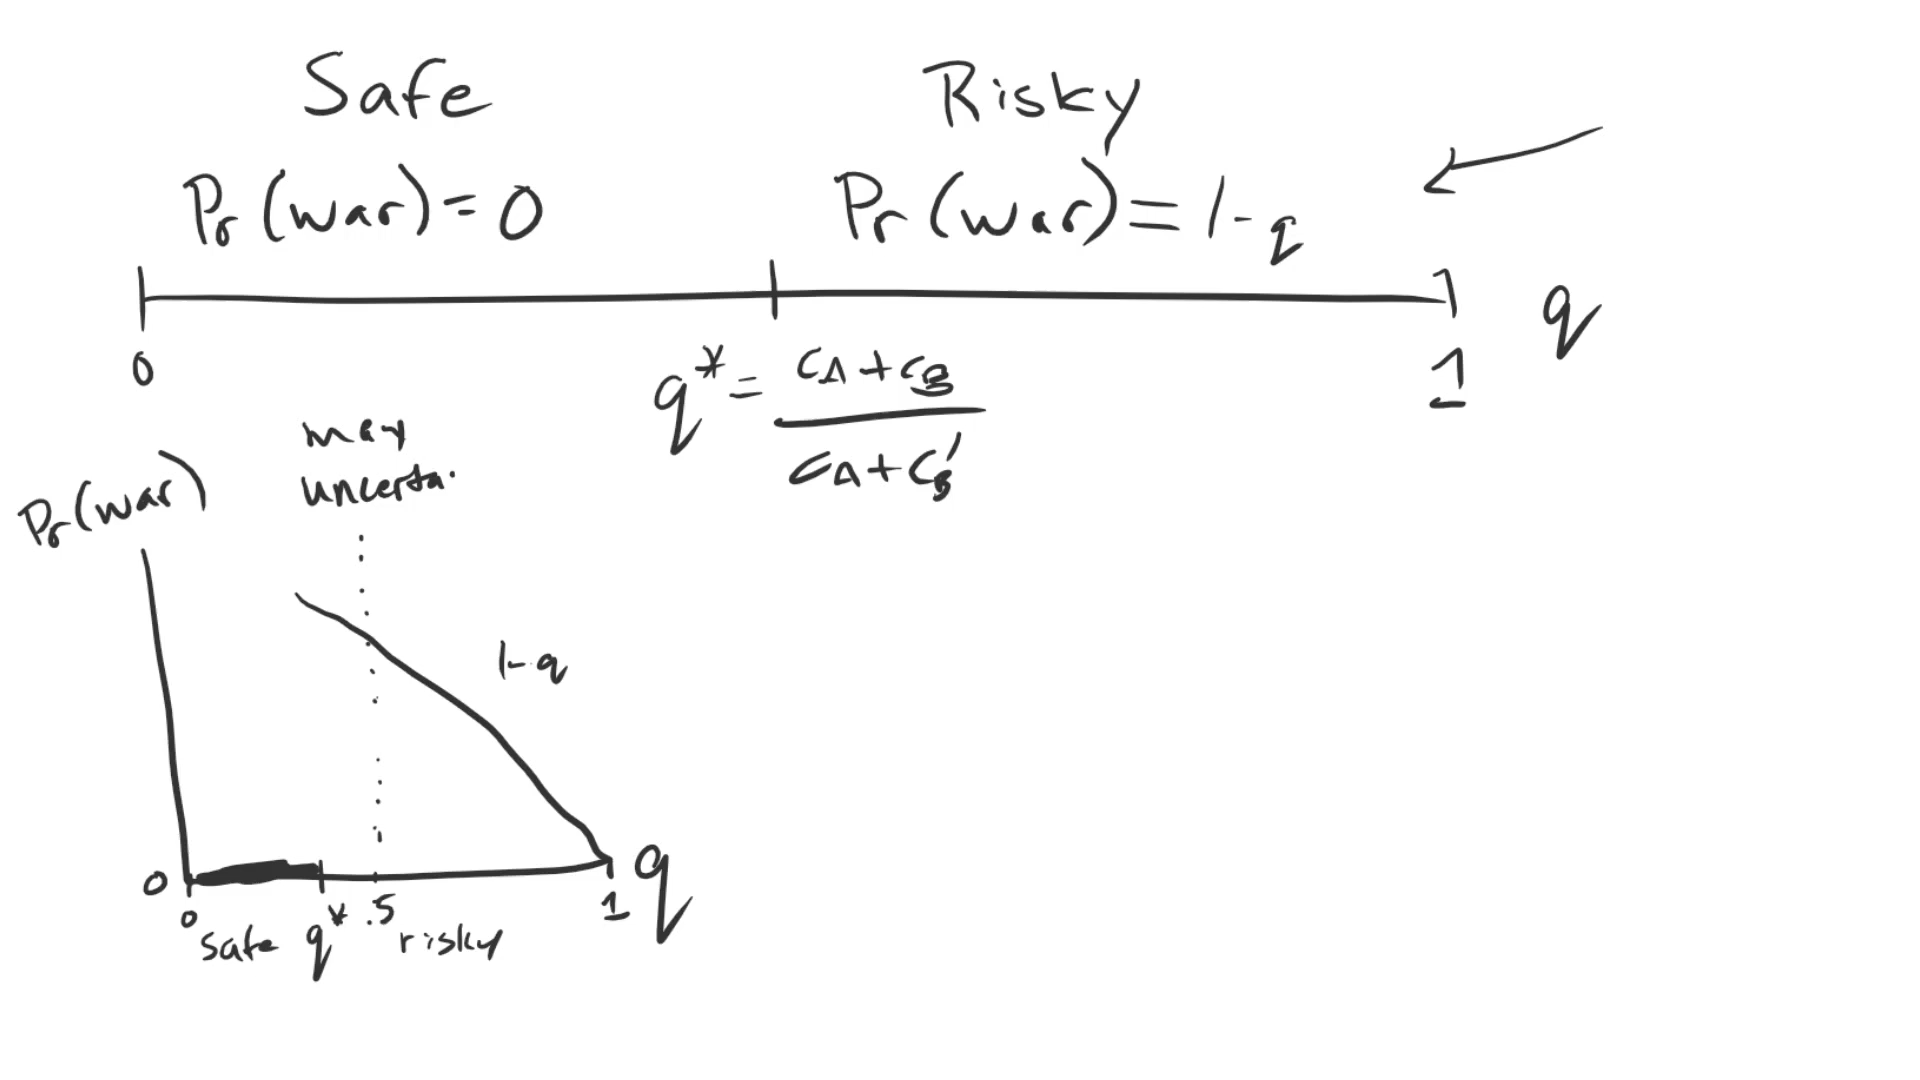 Safe
Risky
Pr(war)=0
Pr(war)=1-q
0
1
q
q*= cA+cB / cA+cB'
may
uncerta.
Pr(war)
1-q
0
0
safe
q*
.5
risky
1
q